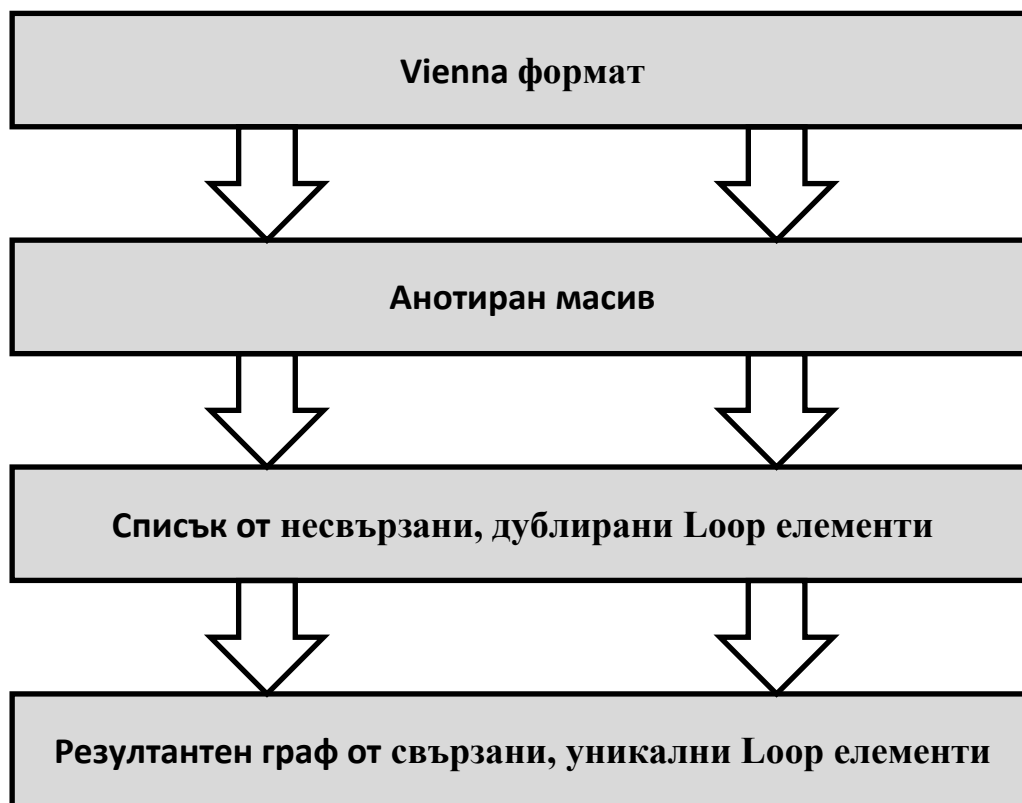 Vienna формат
Анотиран масив
Списък от несвързани, дублирани Loop елементи
Резултантен граф от свързани, уникални Loop елементи